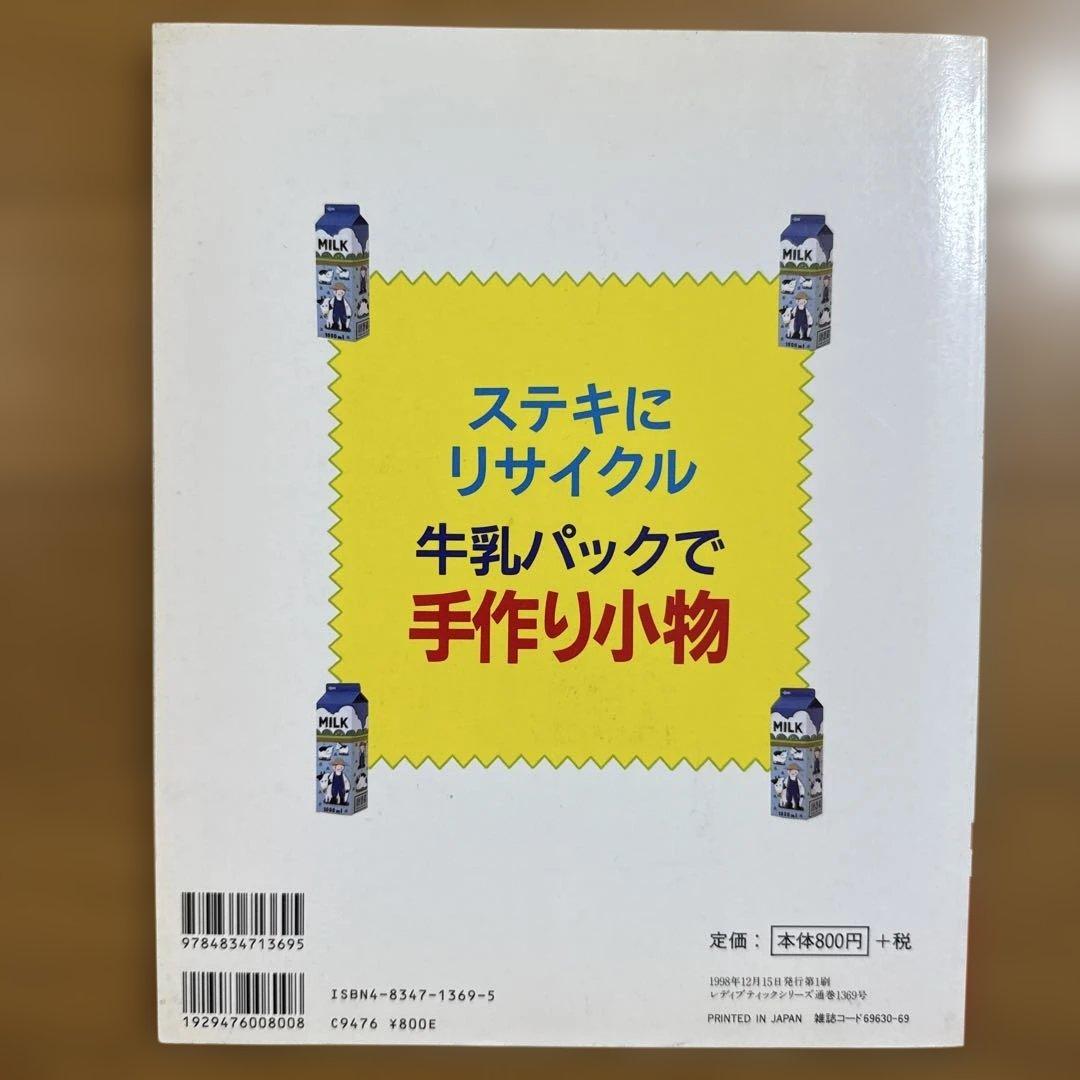 MILK
1000ml
MILK
1000ml
ステキに
リサイクル
牛乳パックで
手作り小物
MILK
1000ml
MILK
1000ml
9784834713695
1929476008008
ISBN4-8347-1369-5
C9476 ¥800E
定価： 本体800円 ＋税
1998年12月15日発行第1刷
レディブティックシリーズ通巻1369号
PRINTED IN JAPAN 雑誌コード69630-69